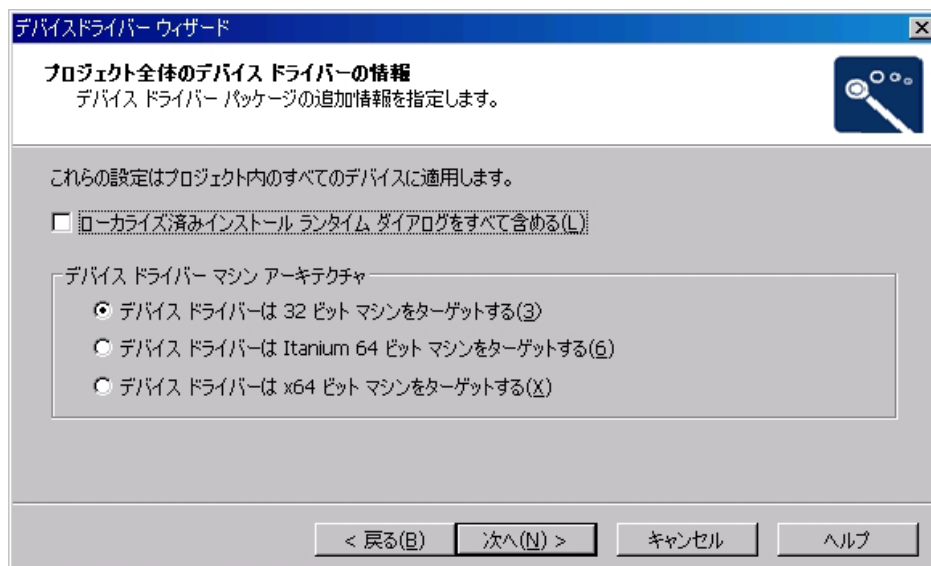 デバイスドライバー ウィザード
プロジェクト全体のデバイス ドライバーの情報
デバイス ドライバー パッケージの追加情報を指定します。
これらの設定はプロジェクト内のすべてのデバイスに適用します。
ローカライズ済みインストール ランタイム ダイアログをすべて含める(L)
デバイス ドライバー マシン アーキテクチャ
デバイス ドライバーは 32 ビット マシンをターゲットする(3)
デバイス ドライバーは Itanium 64 ビット マシンをターゲットする(6)
デバイス ドライバーは x64 ビット マシンをターゲットする(X)
< 戻る(B) 次へ(N) > キャンセル ヘルプ